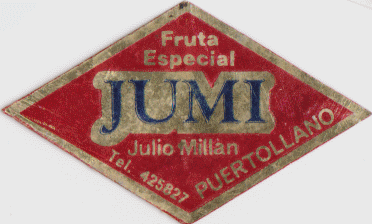 Fruta
Especial
JUMI
Julio Millán
Tel. 425827
PUERTOLLANO